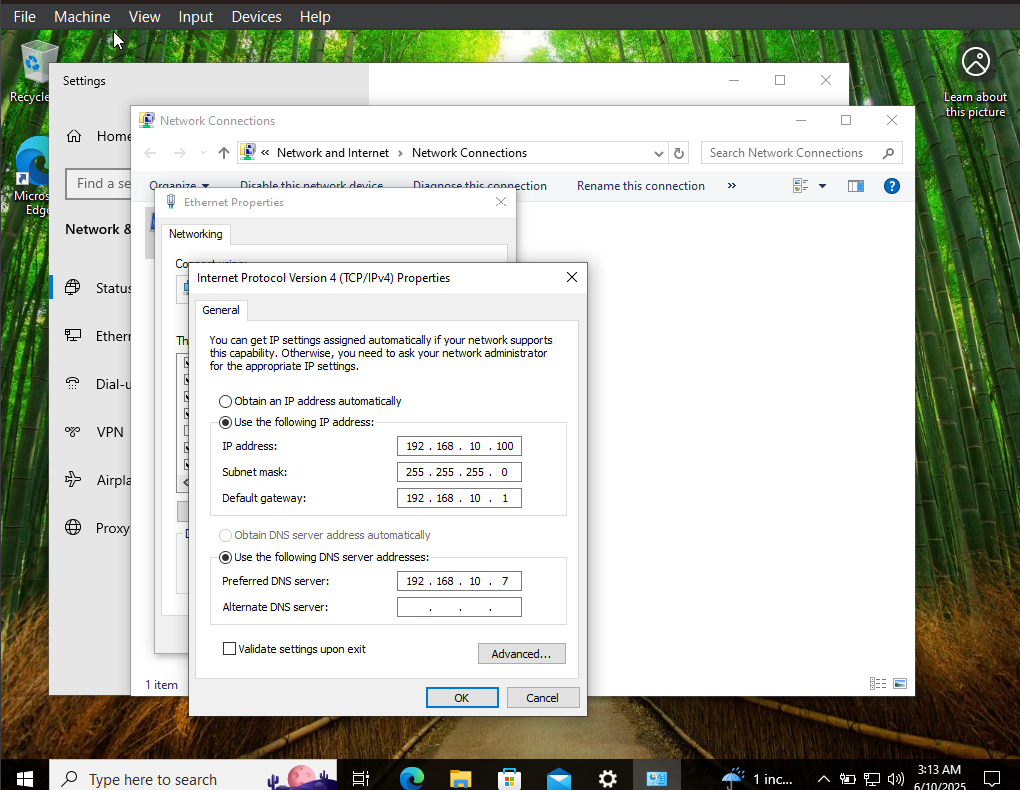 File Machine View Input Devices Help
Recycle
Settings
Learn about
this picture
Home
Network Connections
« Network and Internet › Network Connections
Search Network Connections
Microso
Edge
Find a se
Organize Disable this network device Diagnose this connection Rename this connection »
Ethernet Properties
Network &
Networking
Status
Internet Protocol Version 4 (TCP/IPv4) Properties
General
Ethern
Th
You can get IP settings assigned automatically if your network supports
this capability. Otherwise, you need to ask your network administrator
for the appropriate IP settings.
Dial-u
Obtain an IP address automatically
Use the following IP address:
VPN
IP address: 192 . 168 . 10 . 100
Subnet mask: 255 . 255 . 255 . 0
Airpla
Default gateway: 192 . 168 . 10 . 1
Proxy
Obtain DNS server address automatically
Use the following DNS server addresses:
Preferred DNS server: 192 . 168 . 10 . 7
Alternate DNS server: . . .
Validate settings upon exit
Advanced...
1 item
OK Cancel
Type here to search
1 inc...
3:13 AM
6/10/2025